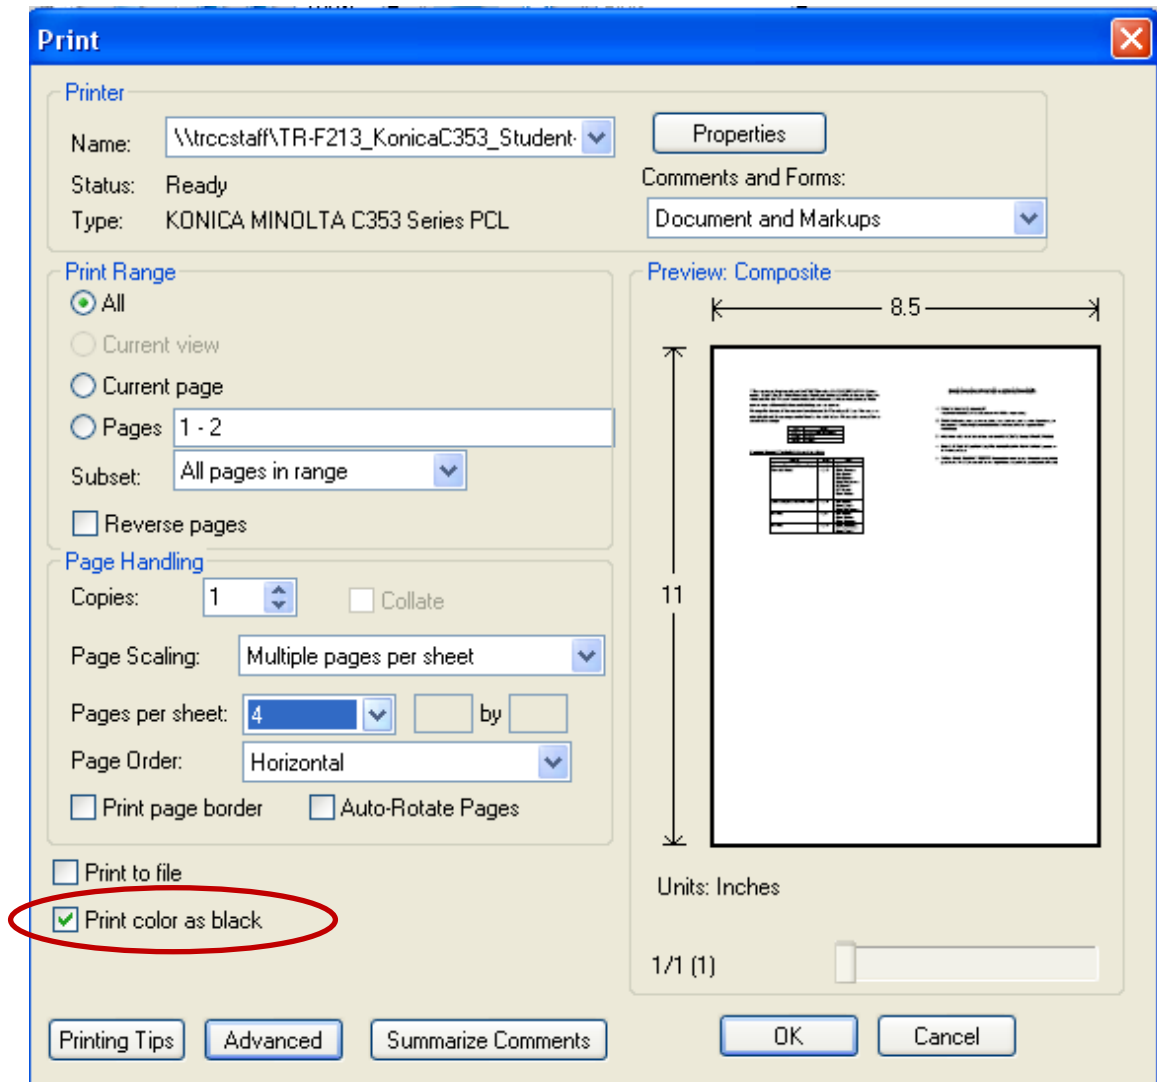 Print
Printer
Name: \\trccstaff\TR-F213_KonicaC353_Student- Properties
Status: Ready Comments and Forms:
Type: KONICA MINOLTA C353 Series PCL Document and Markups
Print Range
All
Current view
Current page
Pages 1 - 2
Subset: All pages in range
Reverse pages
Page Handling
Copies: 1 Collate
Page Scaling: Multiple pages per sheet
Pages per sheet: 4 by
Page Order: Horizontal
Print page border Auto-Rotate Pages
Print to file
Print color as black
Preview: Composite
8.5
11
Units: Inches
1/1 (1)
Printing Tips Advanced Summarize Comments OK Cancel